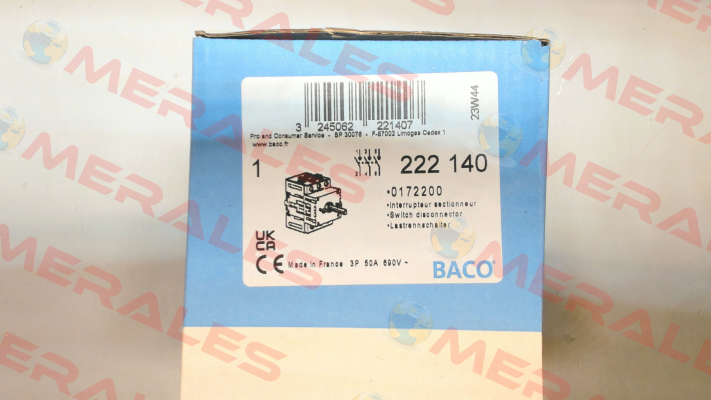 23W44
3 245062 221407
Pro and Consumer Service - BP 30076 - F-87002 Limoges Cedex 1
www.baco.fr
1
222 140
•0172200
•Interrupteur sectionneur
•Switch disconnector
•Lastrennschalter
UK
CA
CE Made in France 3P 50A 690V~
BACO
MERALES
MERALES
MERALES
MERALES
MERALES
MERALES